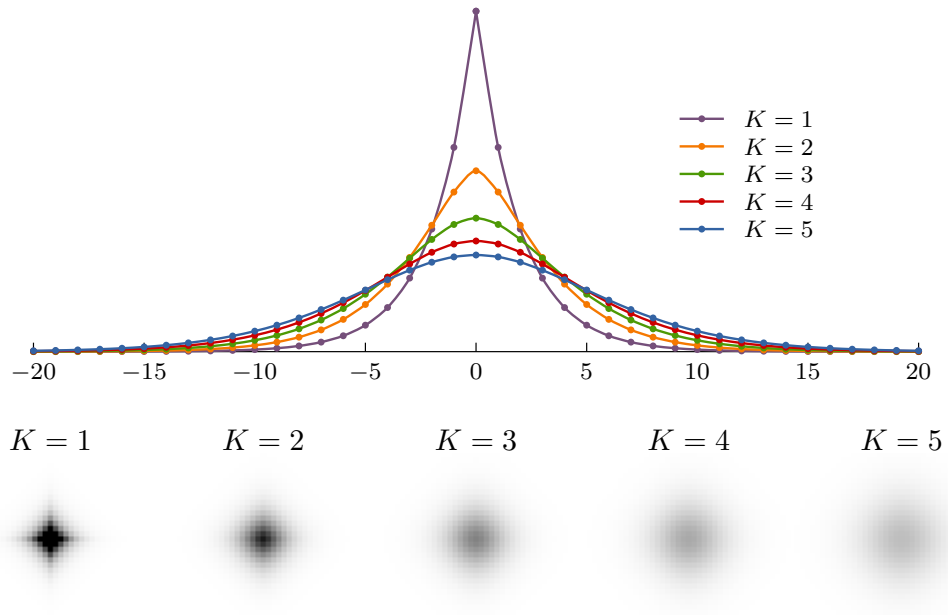 K = 1
K = 2
K = 3
K = 4
K = 5
−20 −15 −10 −5 0 5 10 15 20
K = 1 K = 2 K = 3 K = 4 K = 5